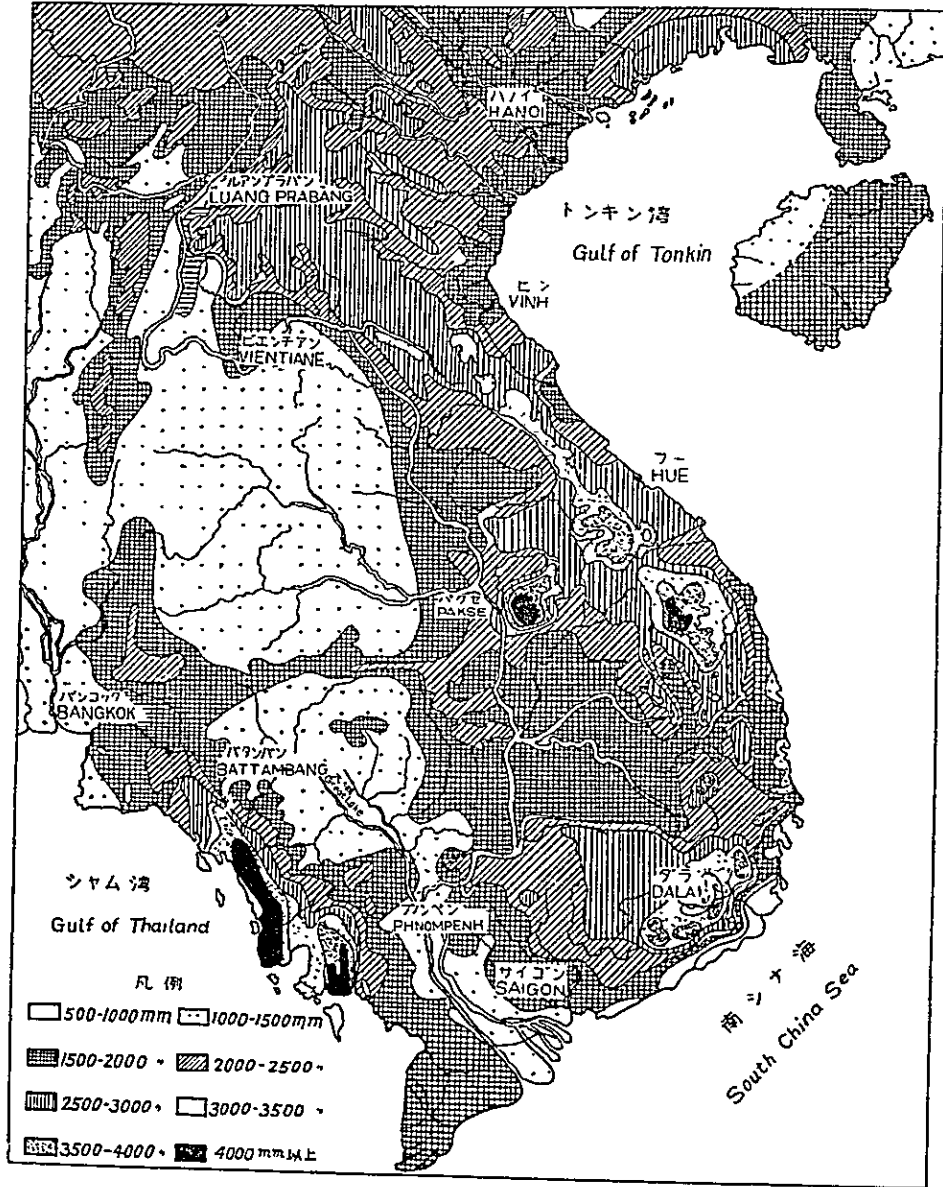 ハノイ
HANOI
ルアンプラバン
LUANG PRABANG
トンキン湾
Gulf of Tonkin
ビン
VINH
ビエンチアン
VIENTIANE
フー
HUE
パクセ
PAKSE
バンコック
BANGKOK
バタンバン
BATTAMBANG
ダラ
DALAI
シャム湾
Gulf of Thailand
プノンペン
PHNOMPENH
サイゴン
SAIGON
南シナ海
South China Sea
凡例
500-1000mm
1000-1500mm
1500-2000 〃
2000-2500 〃
2500-3000 〃
3000-3500 〃
3500-4000 〃
4000mm以上